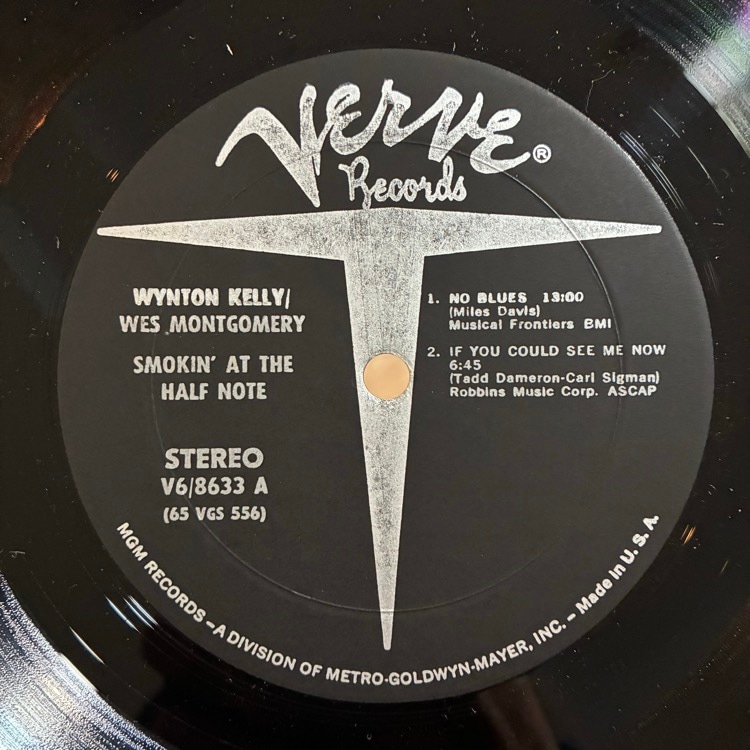 VERVE®
Records
WYNTON KELLY/
WES MONTGOMERY
SMOKIN' AT THE
HALF NOTE
STEREO
V6/8633 A
(65 VGS 556)
1. NO BLUES 13:00
(Miles Davis)
Musical Frontiers BMI
2. IF YOU COULD SEE ME NOW
6:45
(Tadd Dameron-Carl Sigman)
Robbins Music Corp. ASCAP
MGM RECORDS – A DIVISION OF METRO-GOLDWYN-MAYER, INC. – Made in U. S. A.